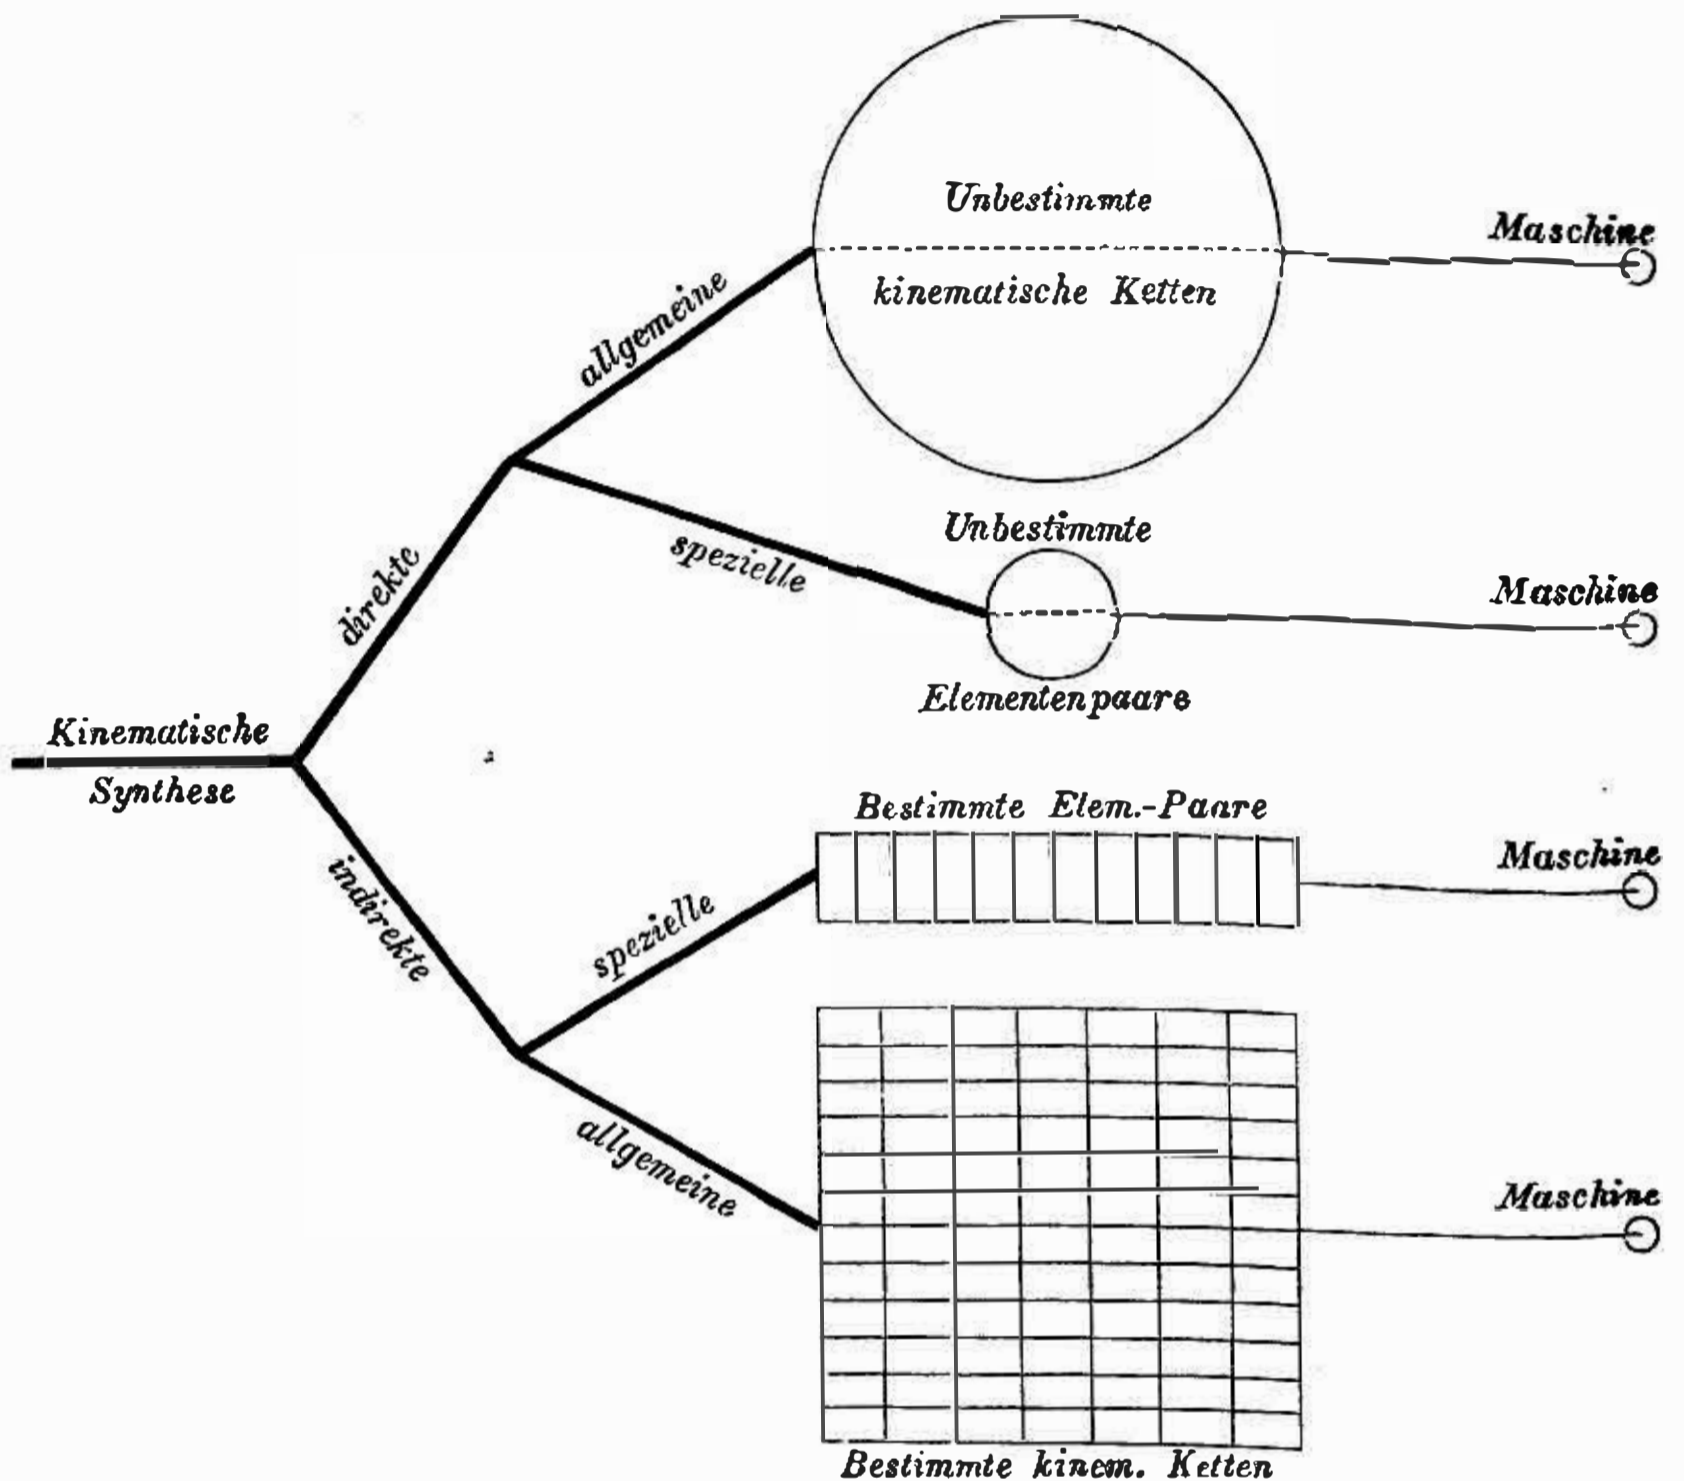 Unbestimmte
kinematische Ketten
Maschine
allgemeine
Unbestimmte
Elementenpaare
Maschine
spezielle
direkte
Kinematische
Synthese
indirekte
Bestimmte Elem.-Paare
Maschine
spezielle
allgemeine
Maschine
Bestimmte kinem. Ketten